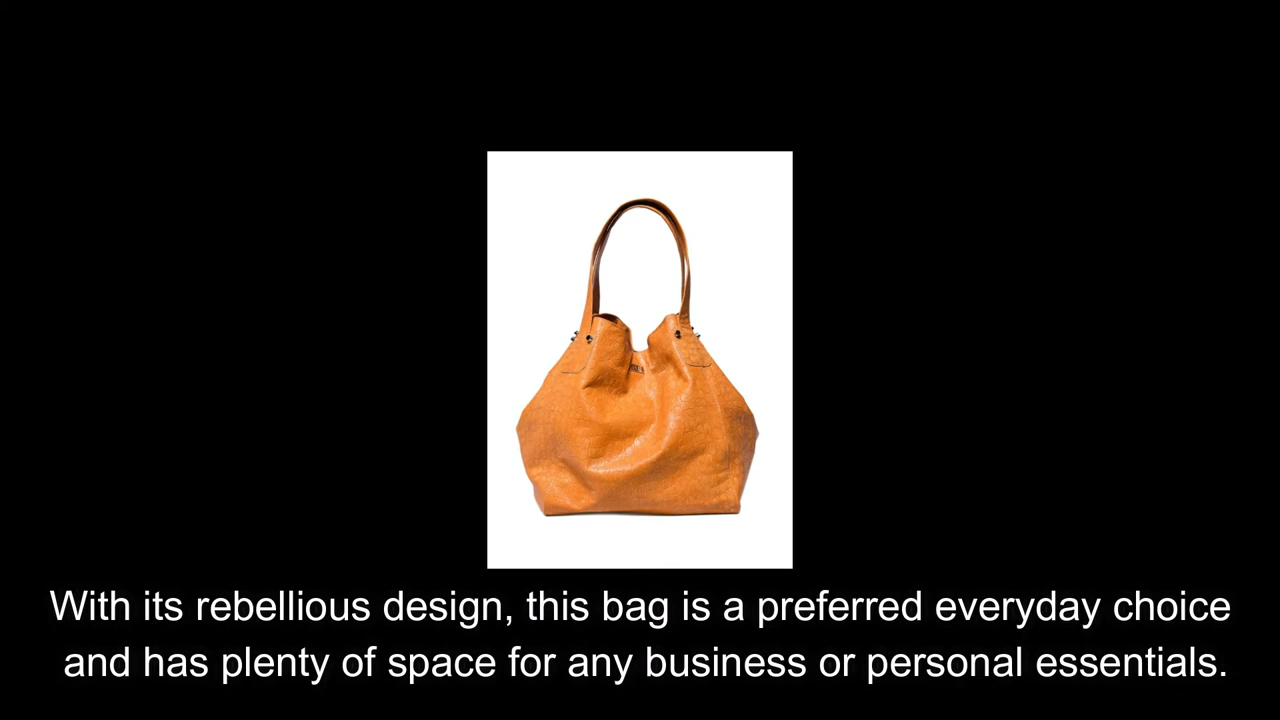 With its rebellious design, this bag is a preferred everyday choice
and has plenty of space for any business or personal essentials.